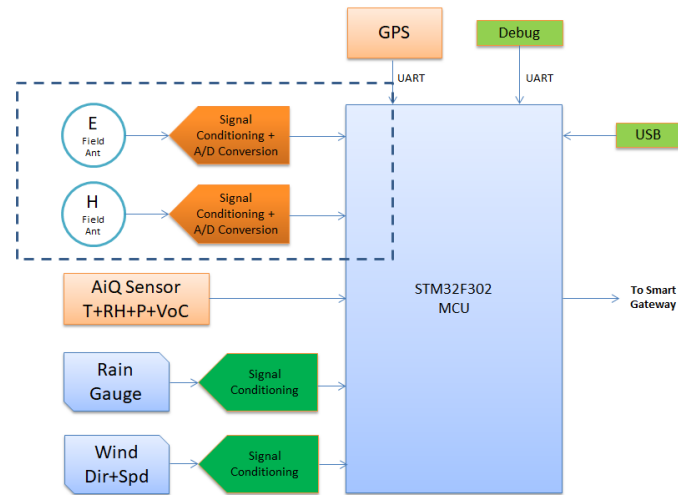 GPS
Debug
UART
UART
E
Field
Ant
Signal
Conditioning +
A/D Conversion
USB
H
Field
Ant
Signal
Conditioning +
A/D Conversion
AiQ Sensor
T+RH+P+VoC
STM32F302
MCU
To Smart
Gateway
Rain
Gauge
Signal
Conditioning
Wind
Dir+Spd
Signal
Conditioning